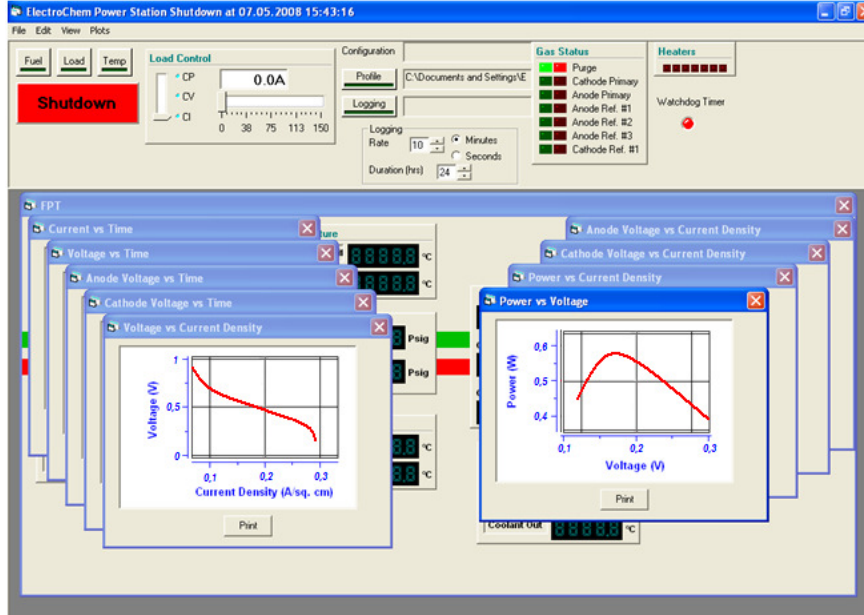 ElectroChem Power Station Shutdown at 07.05.2008 15:43:16
File Edit View Plots
Fuel Load Temp
Shutdown
Load Control
CP
CV
CI
0.0A
0 38 75 113 150
Configuration
Profile C:\Documents and Settings\E
Logging
Logging
Rate 10 Minutes
Seconds
Duration (hrs) 24
Gas Status
Purge
Cathode Primary
Anode Primary
Anode Ref. #1
Anode Ref. #2
Anode Ref. #3
Cathode Ref. #1
Heaters
Watchdog Timer
FPT
Current vs Time
Voltage vs Time
Anode Voltage vs Time
Cathode Voltage vs Time
Voltage vs Current Density
Voltage (V)
1
0,5
0
0,1 0,2 0,3
Current Density (A/sq. cm)
Print
°C
°C
Psig
Psig
°C
°C
Anode Voltage vs Current Density
Cathode Voltage vs Current Density
Power vs Current Density
Power vs Voltage
Power (W)
0,6
0,5
0,4
0,1 0,2 0,3
Voltage (V)
Print
Coolant Out °C